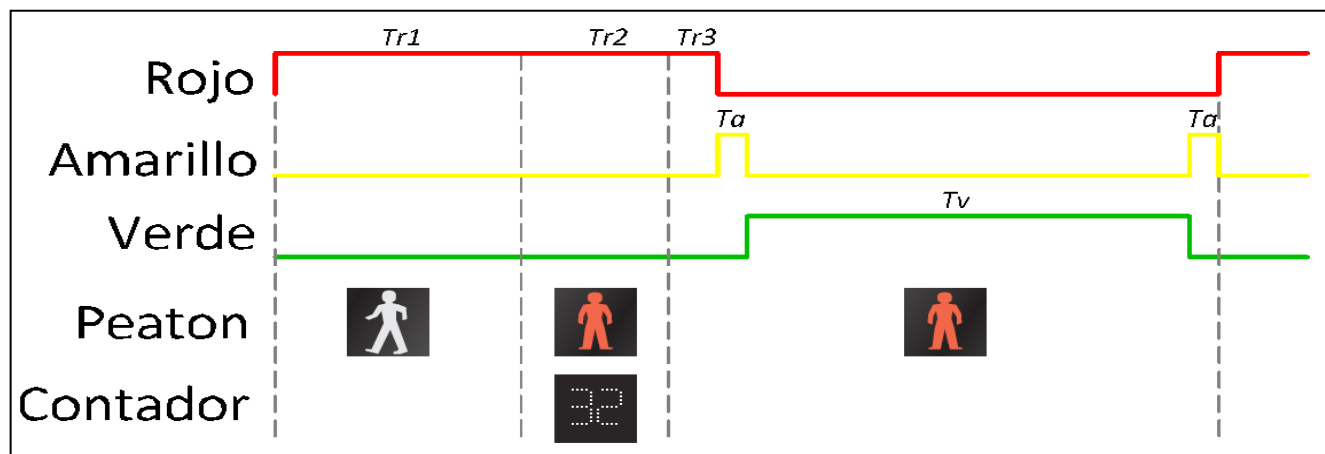 Tr1 Tr2 Tr3
Rojo
Ta Ta
Amarillo
Tv
Verde
Peaton
32
Contador